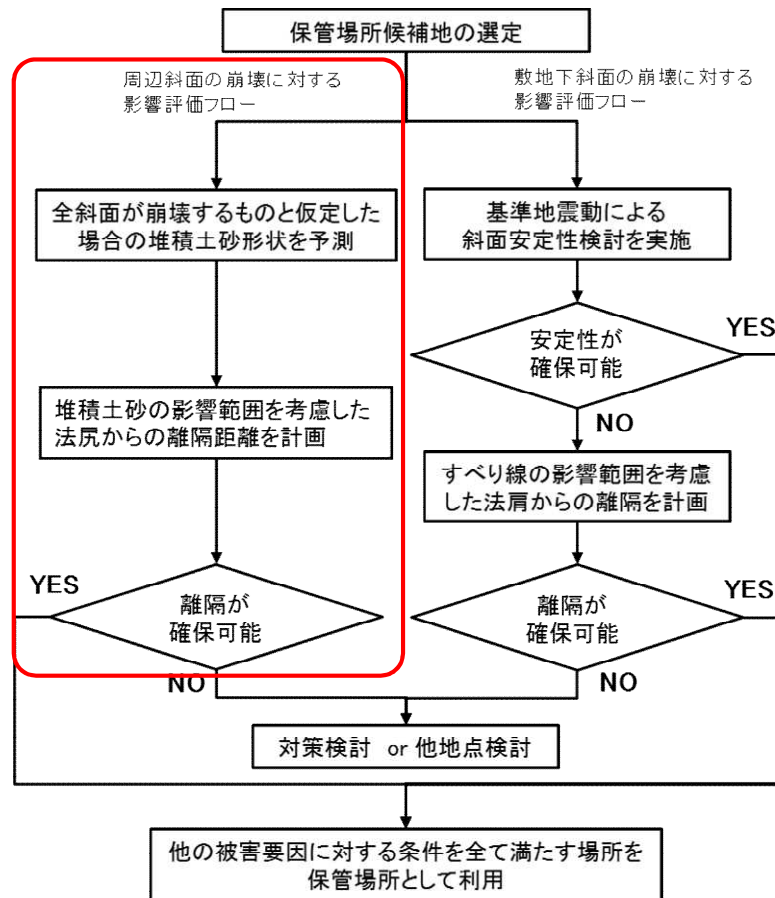 保管場所候補地の選定
周辺斜面の崩壊に対する
影響評価フロー
敷地下斜面の崩壊に対する
影響評価フロー
全斜面が崩壊するものと仮定した
場合の堆積土砂形状を予測
基準地震動による
斜面安定性検討を実施
安定性が
確保可能
YES
NO
堆積土砂の影響範囲を考慮した
法尻からの離隔距離を計画
すべり線の影響範囲を考慮
した法肩からの離隔を計画
YES
離隔が
確保可能
NO
離隔が
確保可能
YES
NO
対策検討 or 他地点検討
他の被害要因に対する条件を全て満たす場所を
保管場所として利用